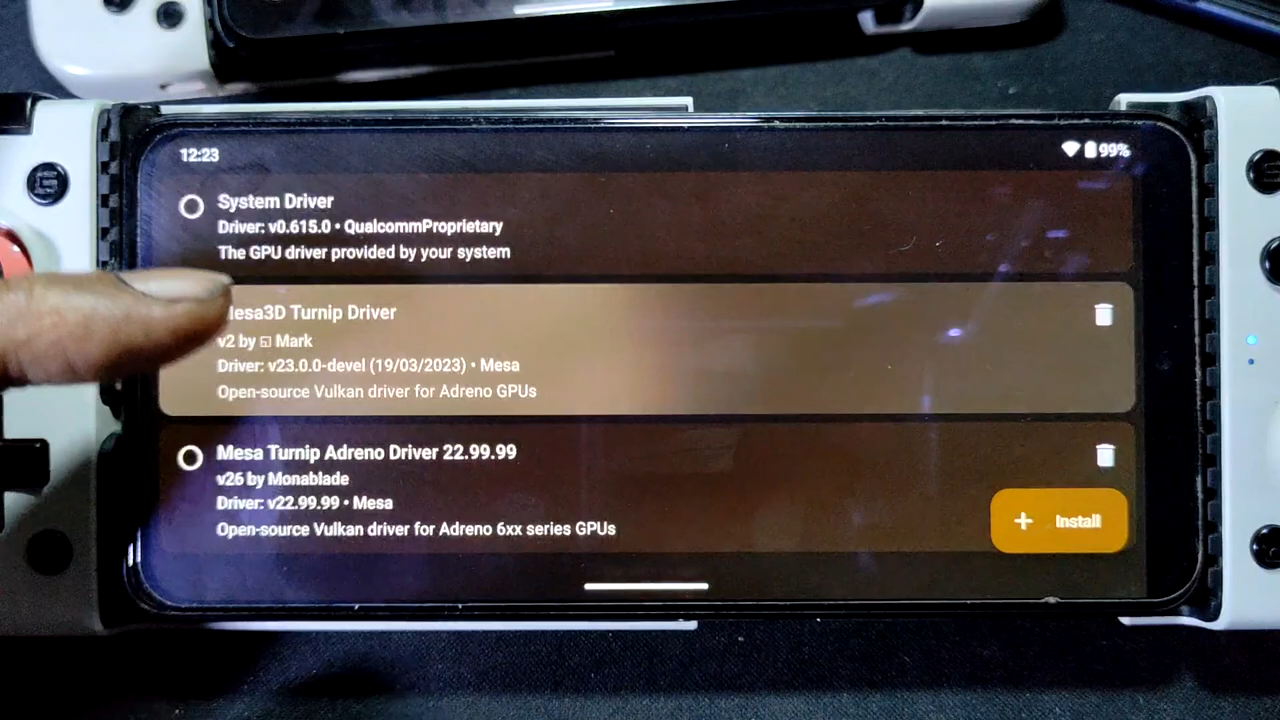 12:23
99%
System Driver
Driver: v0.615.0 • QualcommProprietary
The GPU driver provided by your system
Mesa3D Turnip Driver
v2 by ◱ Mark
Driver: v23.0.0-devel (19/03/2023) • Mesa
Open-source Vulkan driver for Adreno GPUs
Mesa Turnip Adreno Driver 22.99.99
v26 by Monablade
Driver: v22.99.99 • Mesa
Open-source Vulkan driver for Adreno 6xx series GPUs
+ Install